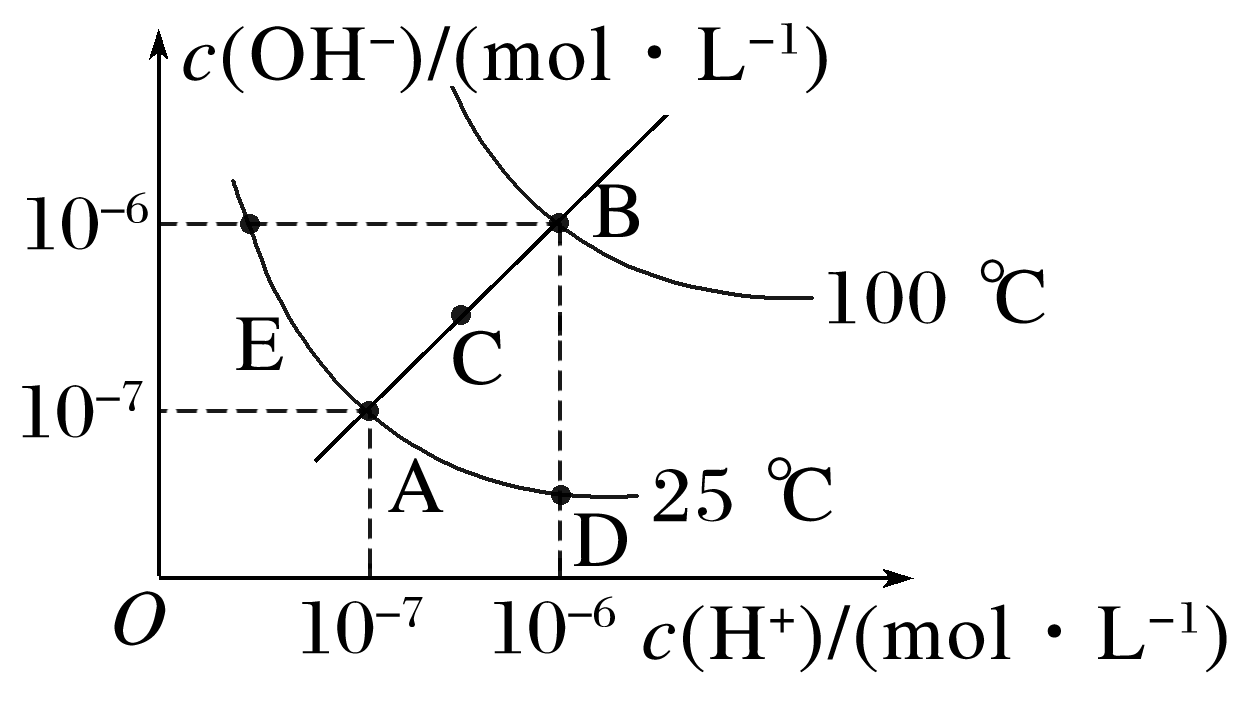 c(OH⁻)/(mol・L⁻¹)
10⁻⁶
B
100 ℃
E
C
10⁻⁷
A
25 ℃
D
O
10⁻⁷
10⁻⁶
c(H⁺)/(mol・L⁻¹)